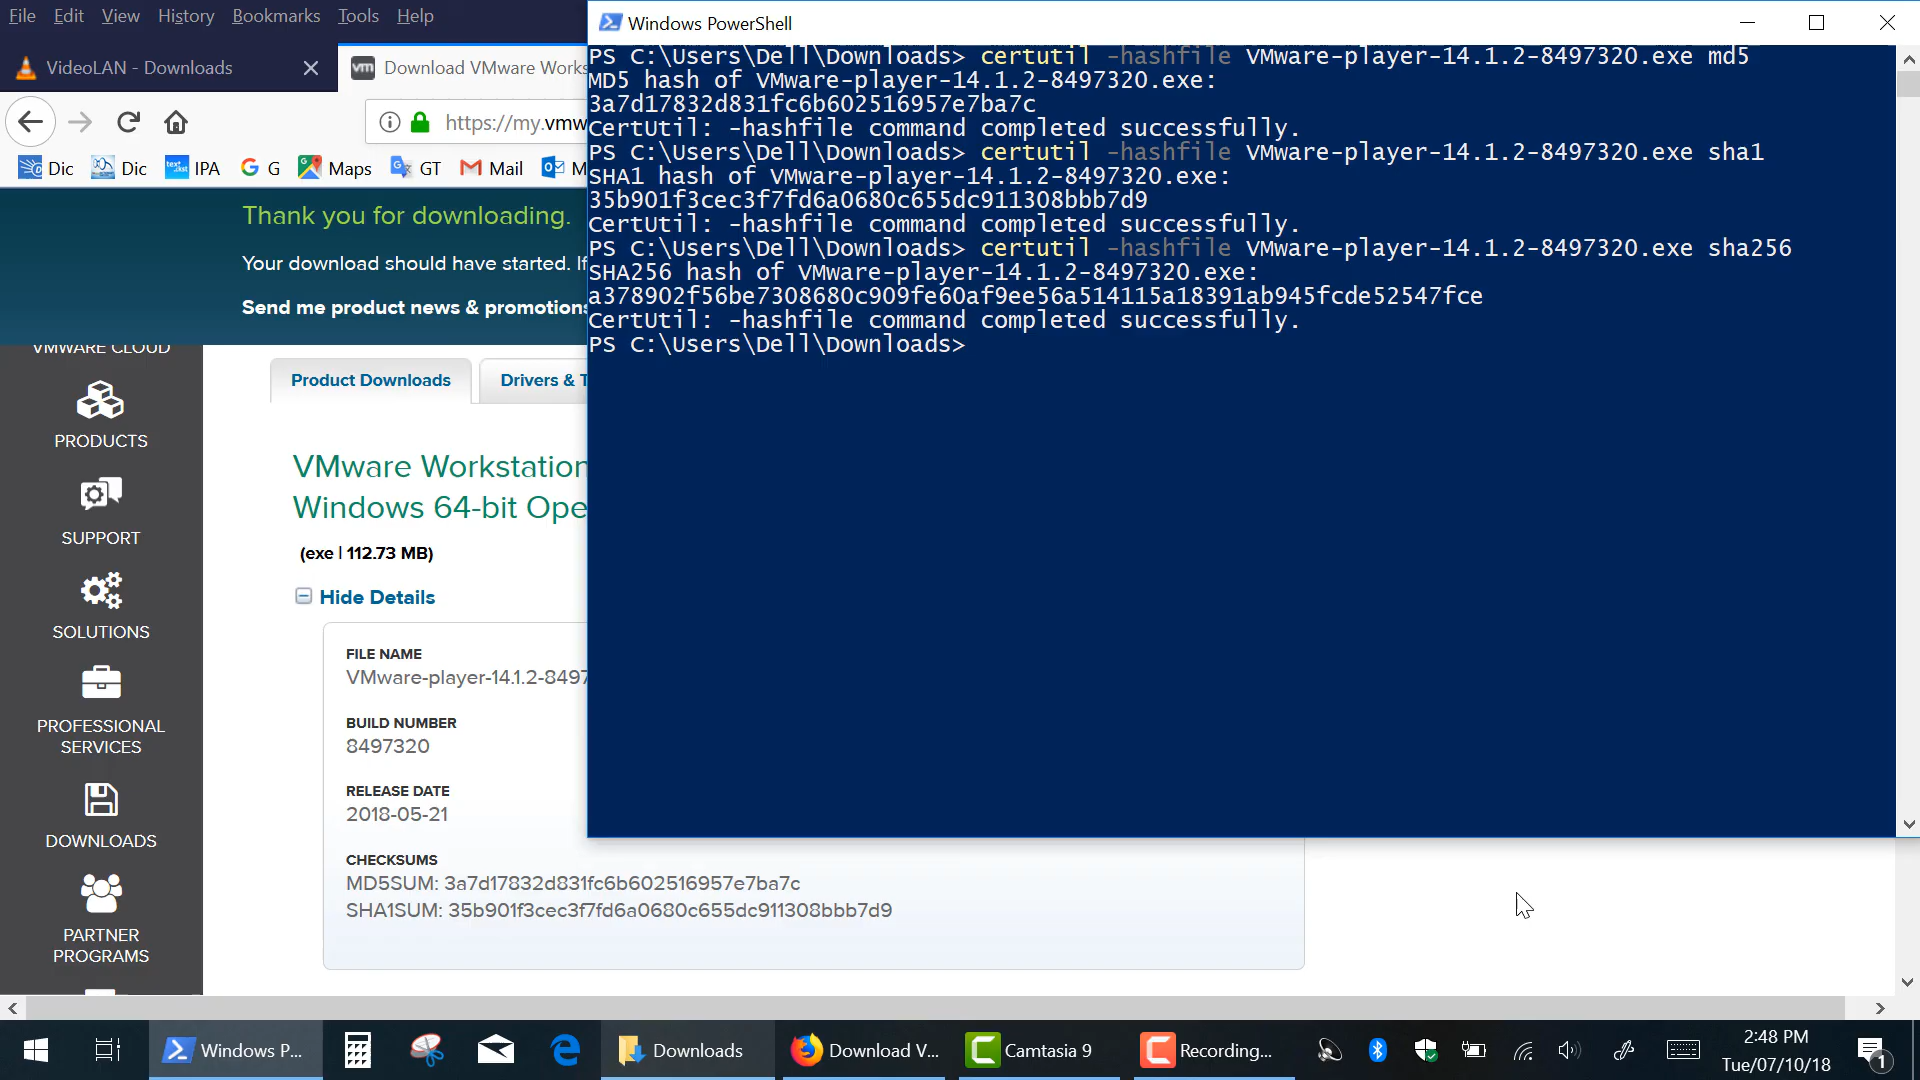 File Edit View History Bookmarks Tools Help
VideoLAN - Downloads
Download VMware Works
https://my.vmw
Dic Dic IPA G Maps GT Mail M
Thank you for downloading.
Your download should have started. If
Send me product news & promotions
VMWARE CLOUD
PRODUCTS
SUPPORT
SOLUTIONS
PROFESSIONAL
SERVICES
DOWNLOADS
PARTNER
PROGRAMS
Product Downloads
Drivers & T
VMware Workstation
Windows 64-bit Ope
(exe | 112.73 MB)
Hide Details
FILE NAME
VMware-player-14.1.2-8497
BUILD NUMBER
8497320
RELEASE DATE
2018-05-21
CHECKSUMS
MD5SUM: 3a7d17832d831fc6b602516957e7ba7c
SHA1SUM: 35b901f3cec3f7fd6a0680c655dc911308bbb7d9
Windows PowerShell
PS C:\Users\Dell\Downloads> certutil -hashfile VMware-player-14.1.2-8497320.exe md5
MD5 hash of VMware-player-14.1.2-8497320.exe:
3a7d17832d831fc6b602516957e7ba7c
CertUtil: -hashfile command completed successfully.
PS C:\Users\Dell\Downloads> certutil -hashfile VMware-player-14.1.2-8497320.exe sha1
SHA1 hash of VMware-player-14.1.2-8497320.exe:
35b901f3cec3f7fd6a0680c655dc911308bbb7d9
CertUtil: -hashfile command completed successfully.
PS C:\Users\Dell\Downloads> certutil -hashfile VMware-player-14.1.2-8497320.exe sha256
SHA256 hash of VMware-player-14.1.2-8497320.exe:
a378902f56be7308680c909fe60af9ee56a514115a18391ab945fcde52547fce
CertUtil: -hashfile command completed successfully.
PS C:\Users\Dell\Downloads>
Windows P...
Downloads
Download V...
Camtasia 9
Recording...
2:48 PM
Tue/07/10/18
1